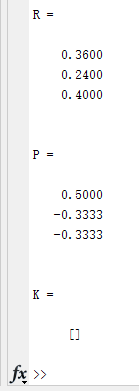 R =
0.3600
0.2400
0.4000
P =
0.5000
-0.3333
-0.3333
K =
[]
fx >>